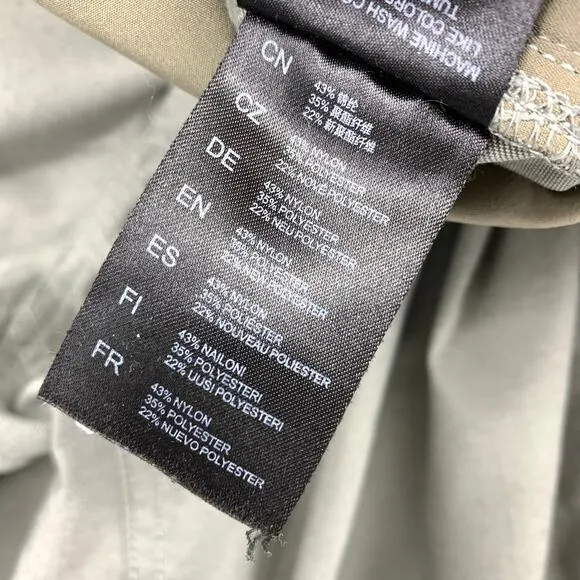 MACHINE WASH
LIKE COLORS
CN
43% 锦纶
35% 聚酯纤维
22% 新聚酯纤维
CZ
43% NYLON
35% POLYESTER
22% NOVÉ POLYESTER
DE
43% NYLON
35% POLYESTER
22% NEU POLYESTER
EN
43% NYLON
35% POLYESTER
22% POLYESTER
ES
43% NYLON
35% POLYESTER
22% NOUVEAU POLIESTER
FI
43% NAILONI
35% POLYESTERI
22% UUSI POLYESTERI
FR
43% NYLON
35% POLYESTER
22% NUEVO POLYESTER